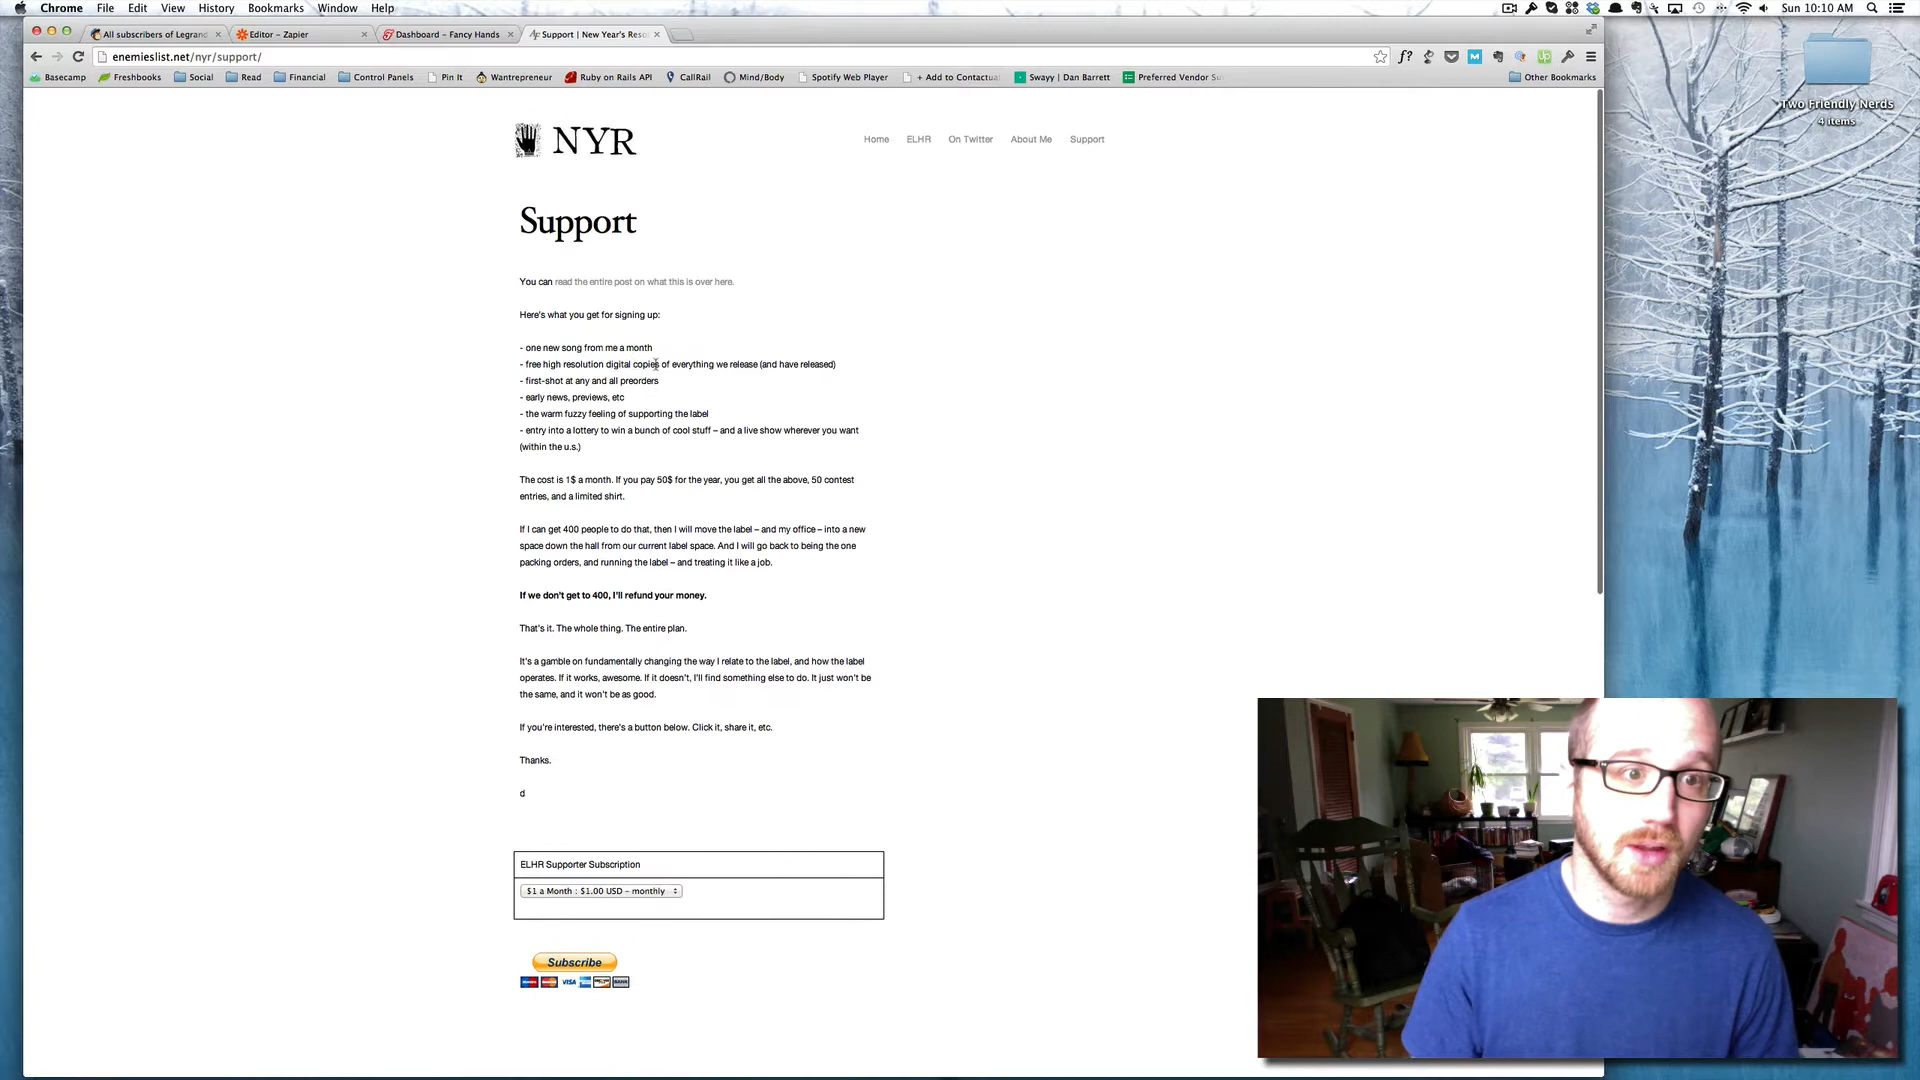 Chrome File Edit View History Bookmarks Window Help
Sun 10:10 AM
All subscribers of Legrand
Editor - Zapier
Dashboard - Fancy Hands
Support | New Year's Reso
enemieslist.net/nyr/support/
Basecamp Freshbooks Social Read Financial Control Panels Pin It Wantrepreneur Ruby on Rails API CallRail Mind/Body Spotify Web Player + Add to Contactual Swayy | Dan Barrett Preferred Vendor Su Other Bookmarks
Two Friendly Nerds
4 items
NYR
Home ELHR On Twitter About Me Support
Support
You can read the entire post on what this is over here.
Here's what you get for signing up:
- one new song from me a month
- free high resolution digital copies of everything we release (and have released)
- first-shot at any and all preorders
- early news, previews, etc
- the warm fuzzy feeling of supporting the label
- entry into a lottery to win a bunch of cool stuff – and a live show wherever you want
(within the u.s.)
The cost is 1$ a month. If you pay 50$ for the year, you get all the above, 50 contest
entries, and a limited shirt.
If I can get 400 people to do that, then I will move the label – and my office – into a new
space down the hall from our current label space. And I will go back to being the one
packing orders, and running the label – and treating it like a job.
If we don't get to 400, I'll refund your money.
That's it. The whole thing. The entire plan.
It's a gamble on fundamentally changing the way I relate to the label, and how the label
operates. If it works, awesome. If it doesn't, I'll find something else to do. It just won't be
the same, and it won't be as good.
If you're interested, there's a button below. Click it, share it, etc.
Thanks.
d
ELHR Supporter Subscription
$1 a Month : $1.00 USD - monthly
Subscribe
VISA